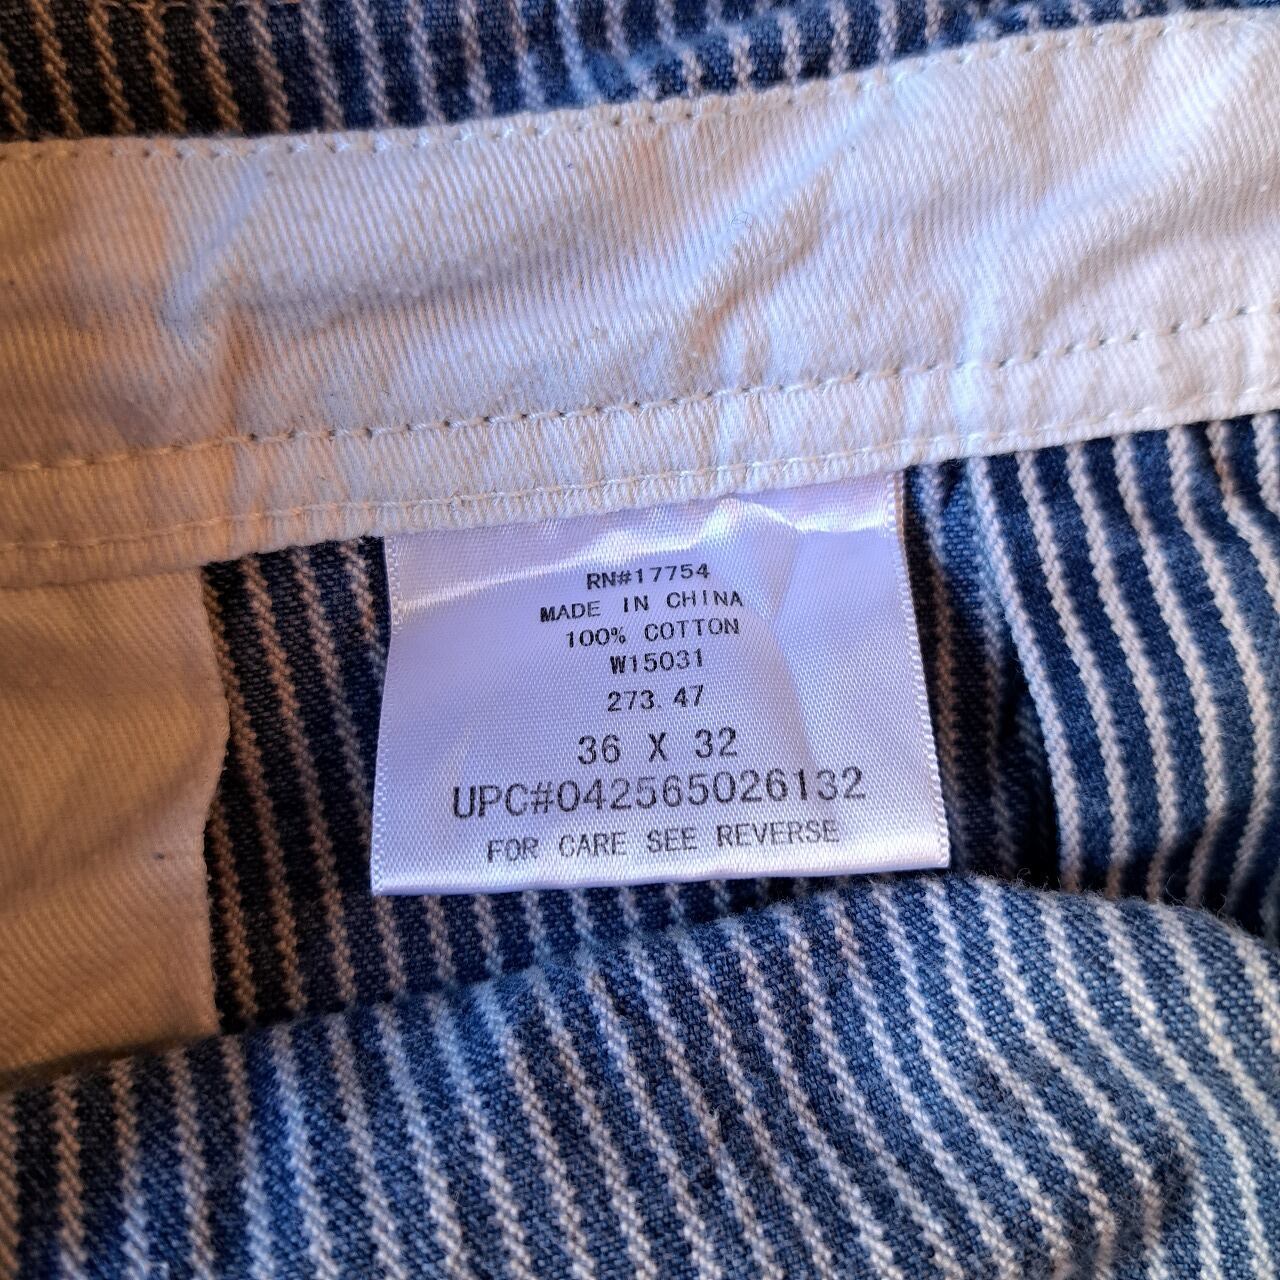 RN#17754
MADE IN CHINA
100% COTTON
W15031
273.47
36 X 32
UPC#042565026132
FOR CARE SEE REVERSE